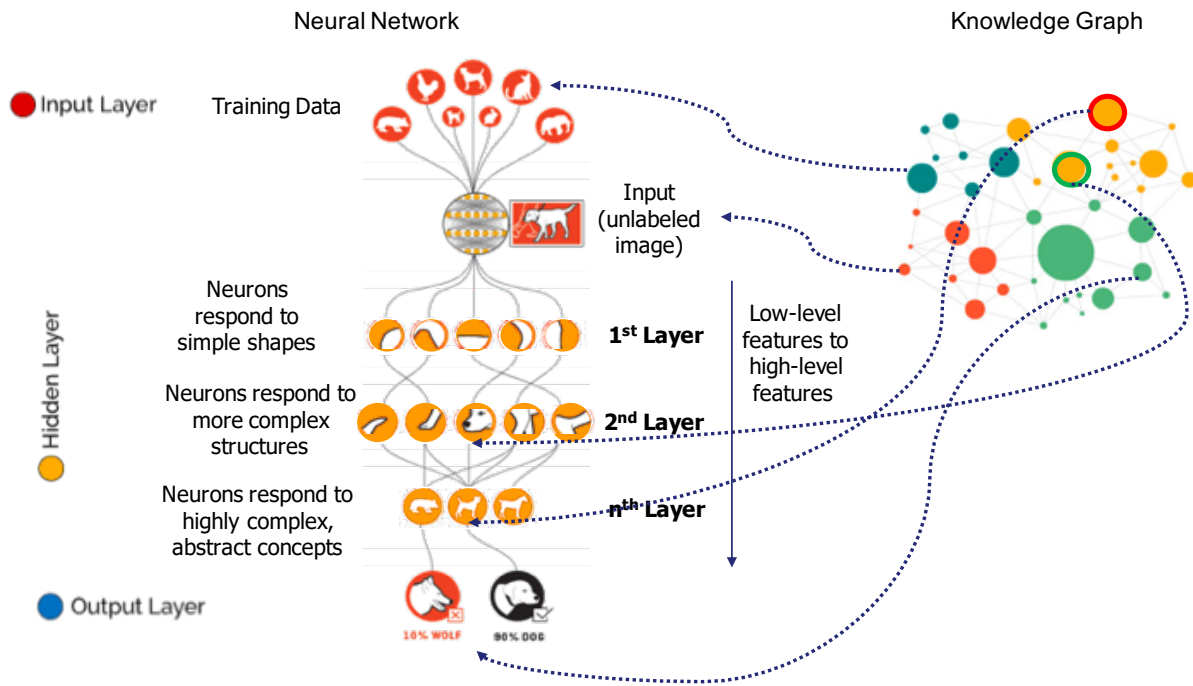 Neural Network
Knowledge Graph
Input Layer
Training Data
Input
(unlabeled
image)
Neurons
respond to
simple shapes
1st Layer
Low-level
features to
high-level
features
Hidden Layer
Neurons respond to
more complex
structures
2nd Layer
Neurons respond to
highly complex,
abstract concepts
nth Layer
Output Layer
10% WOLF
90% DOG